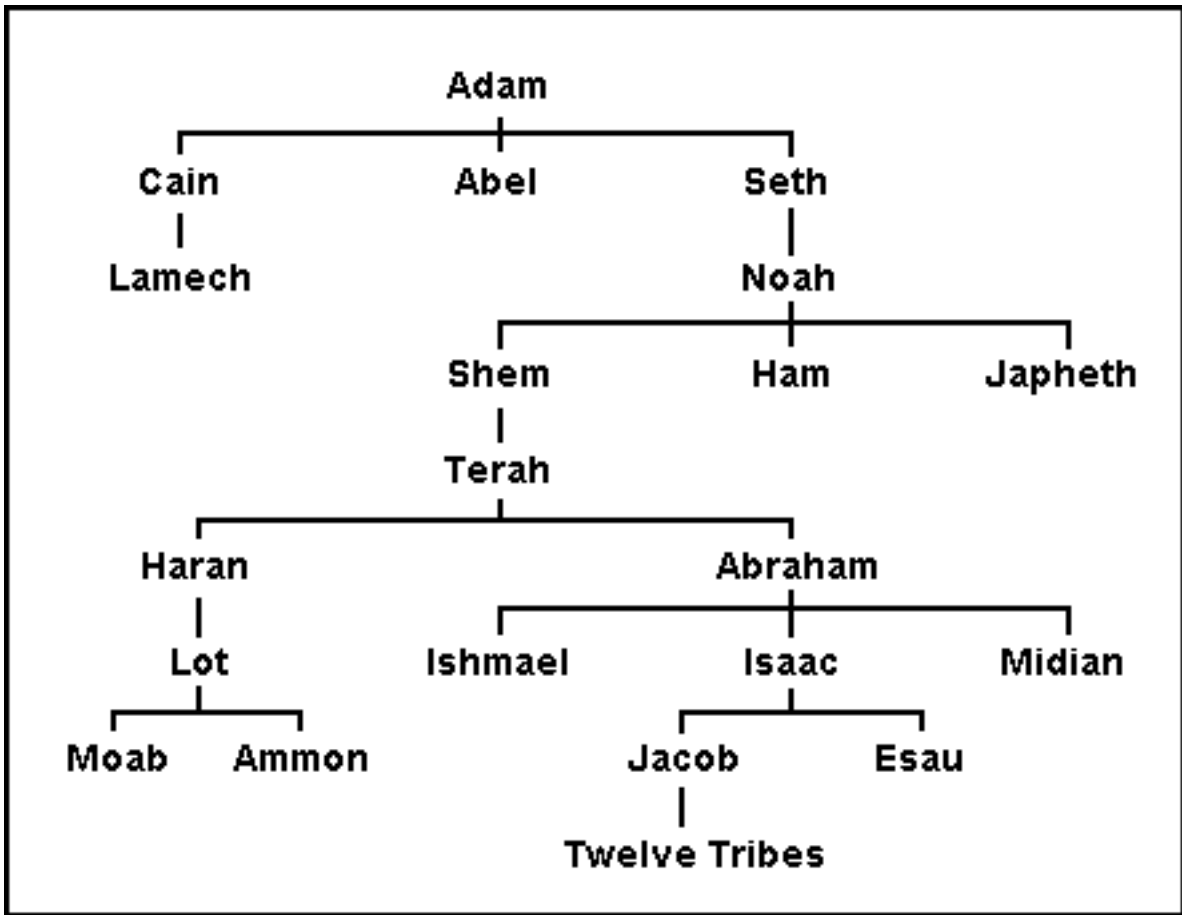 Adam
Cain Abel Seth
Lamech Noah
Shem Ham Japheth
Terah
Haran Abraham
Lot Ishmael Isaac Midian
Moab Ammon Jacob Esau
Twelve Tribes